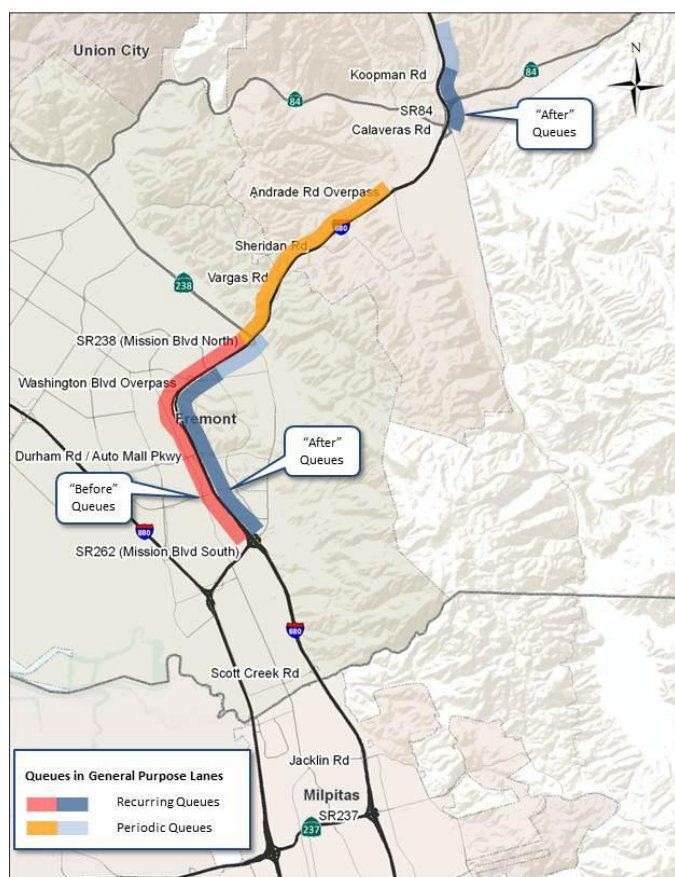 Union City
N
Koopman Rd
84
84
SR84
Calaveras Rd
"After"
Queues
Andrade Rd Overpass
680
Sheridan Rd
Vargas Rd
238
SR238 (Mission Blvd North)
Washington Blvd Overpass
Fremont
"After"
Queues
Durham Rd / Auto Mall Pkwy
"Before"
Queues
880
SR262 (Mission Blvd South)
680
Scott Creek Rd
Jacklin Rd
Milpitas
SR237
237
Queues in General Purpose Lanes
Recurring Queues
Periodic Queues